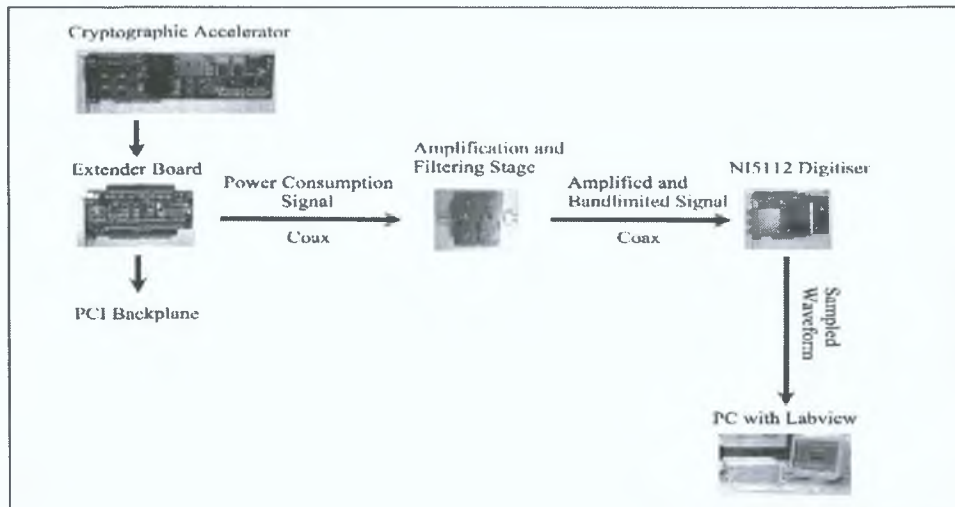 Cryptographic Accelerator
Extender Board
Power Consumption
Signal
Coax
PCI Backplane
Amplification and
Filtering Stage
Amplified and
Bandlimited Signal
Coax
NI5112 Digitiser
Sampled
Waveform
PC with Labview